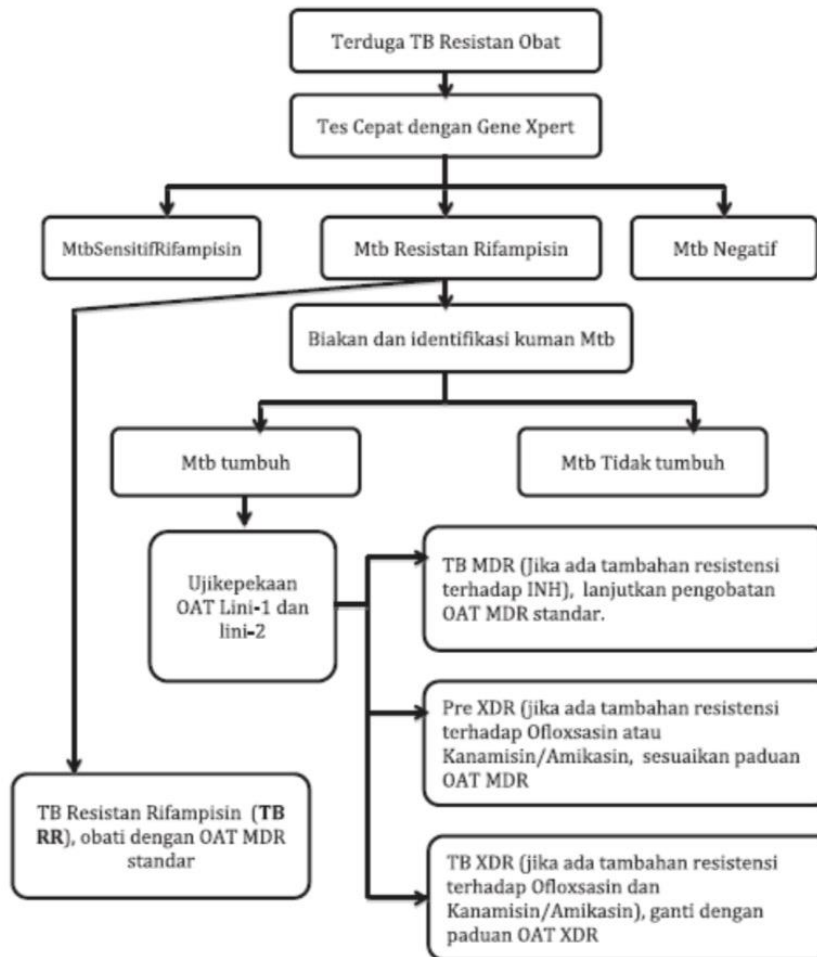 Terduga TB Resistan Obat
Tes Cepat dengan Gene Xpert
MtbSensitifRifampisin
Mtb Resistan Rifampisin
Mtb Negatif
Biakan dan identifikasi kuman Mtb
Mtb tumbuh
Mtb Tidak tumbuh
Ujikepekaan
OAT Lini-1 dan
lini-2
TB MDR (Jika ada tambahan resistensi
terhadap INH), lanjutkan pengobatan
OAT MDR standar.
Pre XDR (jika ada tambahan resistensi
terhadap Ofloxsasin atau
Kanamisin/Amikasin, sesuaikan paduan
OAT MDR
TB Resistan Rifampisin (TB
RR), obati dengan OAT MDR
standar
TB XDR (jika ada tambahan resistensi
terhadap Ofloxsasin dan
Kanamisin/Amikasin), ganti dengan
paduan OAT XDR